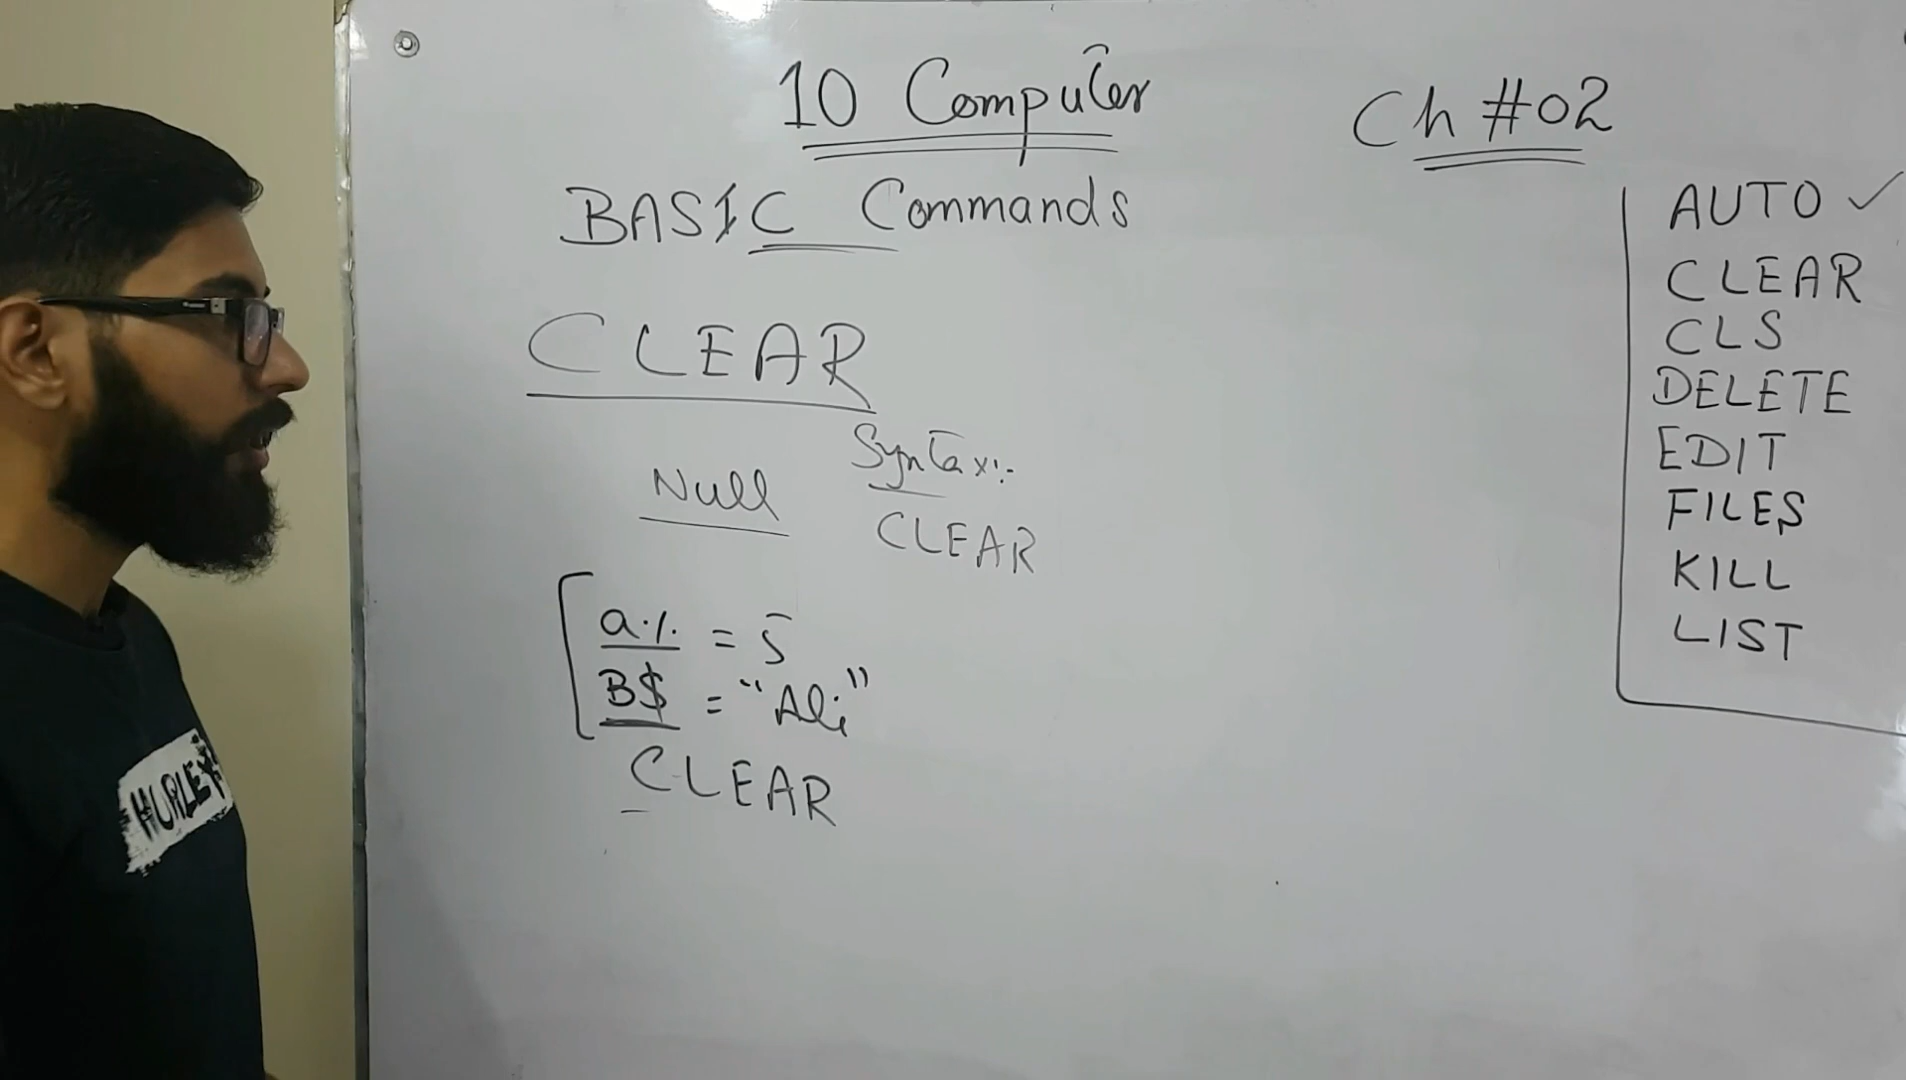 10 Computer
Ch #02
BASIC Commands
CLEAR
Null
Syntax:-
CLEAR
a% = 5
B$ = "Ali"
CLEAR
AUTO ✓
CLEAR
CLS
DELETE
EDIT
FILES
KILL
LIST
HURLEY